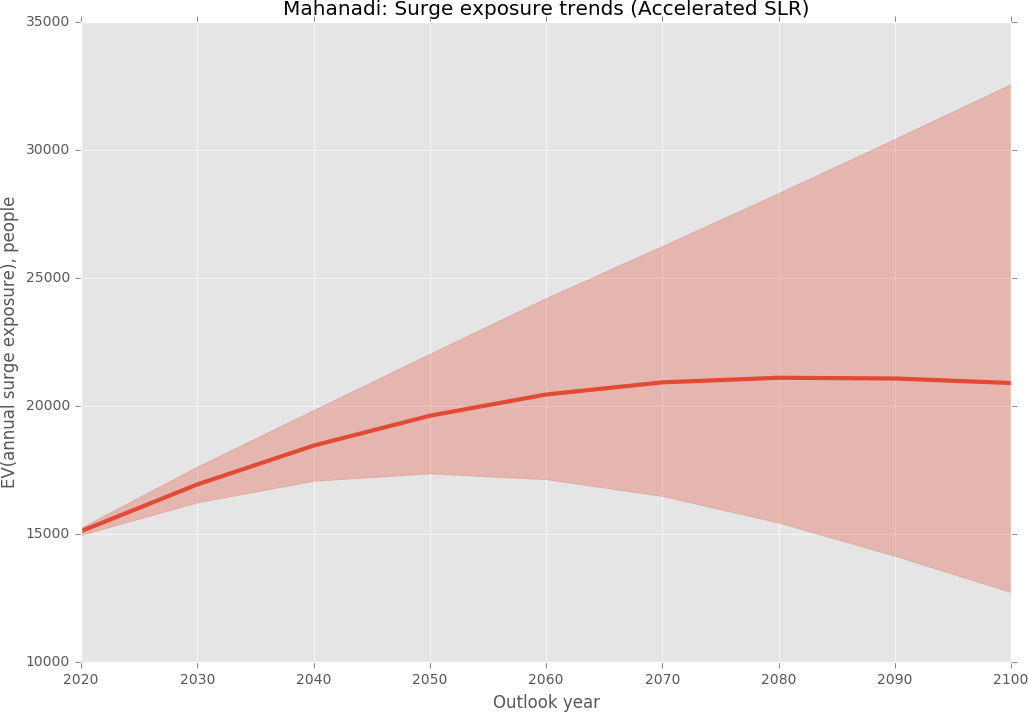 Mahanadi: Surge exposure trends (Accelerated SLR)
EV(annual surge exposure), people
35000
30000
25000
20000
15000
10000
2020 2030 2040 2050 2060 2070 2080 2090 2100
Outlook year